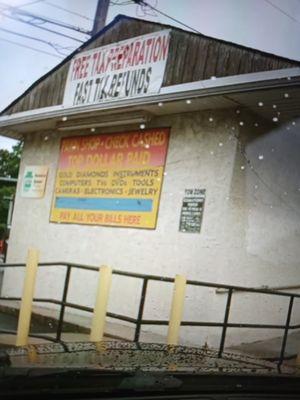 FREE TAX PREPARATION
FAST TAX REFUNDS
PAWN SHOP - CHECK CASHED
TOP DOLLAR PAID
GOLD DIAMONDS INSTRUMENTS
COMPUTERS TVs DVDs TOOLS
CAMERAS ELECTRONICS JEWELRY
PAY ALL YOUR BILLS HERE
TOW ZONE